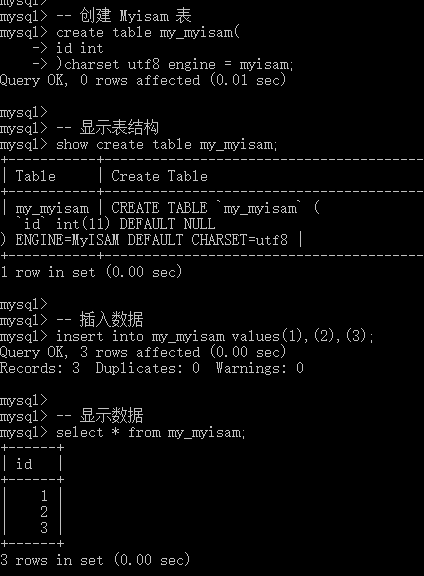 mysql>
mysql> -- 创建 Myisam 表
mysql> create table my_myisam(
    -> id int
    -> )charset utf8 engine = myisam;
Query OK, 0 rows affected (0.01 sec)

mysql>
mysql> -- 显示表结构
mysql> show create table my_myisam;
+-----------+---------------------------------------
| Table     | Create Table
+-----------+---------------------------------------
| my_myisam | CREATE TABLE `my_myisam` (
  `id` int(11) DEFAULT NULL
) ENGINE=MyISAM DEFAULT CHARSET=utf8 |
+-----------+---------------------------------------
1 row in set (0.00 sec)

mysql>
mysql> -- 插入数据
mysql> insert into my_myisam values(1),(2),(3);
Query OK, 3 rows affected (0.00 sec)
Records: 3  Duplicates: 0  Warnings: 0

mysql>
mysql> -- 显示数据
mysql> select * from my_myisam;
+------+
| id   |
+------+
|    1 |
|    2 |
|    3 |
+------+
3 rows in set (0.00 sec)